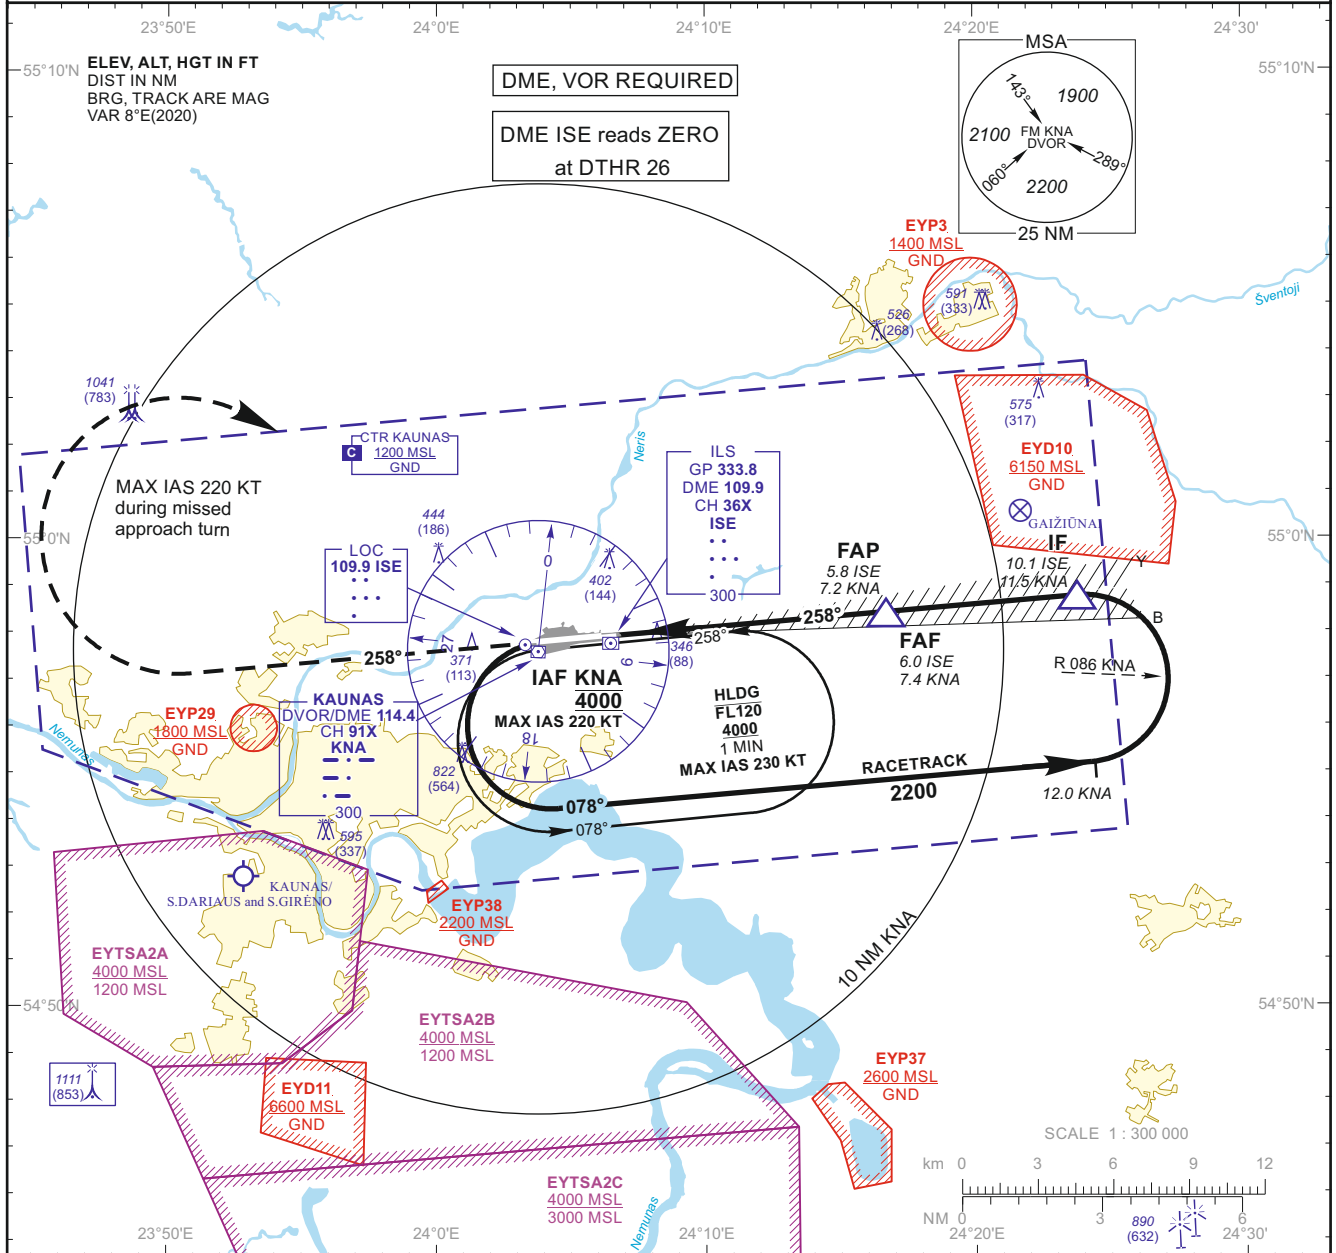 23°50'E
24°0'E
24°10'E
24°20'E
24°30'E
55°10'N
55°10'N
ELEV, ALT, HGT IN FT
DIST IN NM
BRG, TRACK ARE MAG
VAR 8°E(2020)
DME, VOR REQUIRED
DME ISE reads ZERO
at DTHR 26
MSA
143°
1900
2100
FM KNA
DVOR
289°
060°
2200
25 NM
EYP3
1400 MSL
GND
591
(333)
526
(268)
Šventoji
1041
(783)
575
(317)
CTR KAUNAS
C
1200 MSL
GND
Neris
ILS
GP 333.8
DME 109.9
CH 36X
ISE
300
EYD10
6150 MSL
GND
GAIŽIŪNAI
MAX IAS 220 KT
during missed
approach turn
444
(186)
55°0'N
55°0'N
LOC
109.9 ISE
0
402
(144)
FAP
5.8 ISE
7.2 KNA
IF
10.1 ISE
11.5 KNA
Y
B
258°
258°
FAF
6.0 ISE
7.4 KNA
258°
371
(113)
346
(88)
9
R 086 KNA
IAF KNA
4000
MAX IAS 220 KT
18
HLDG
FL120
4000
1 MIN
MAX IAS 230 KT
KAUNAS
DVOR/DME 114.4
CH 91X
KNA
300
EYP29
1800 MSL
GND
Nemunas
822
(564)
RACETRACK
2200
12.0 KNA
078°
078°
595
(337)
KAUNAS/
S.DARIAUS and S.GIRĖNO
EYP38
2200 MSL
GND
10 NM KNA
EYTSA2A
4000 MSL
1200 MSL
54°50'N
54°50'N
EYTSA2B
4000 MSL
1200 MSL
1111
(853)
EYD11
6600 MSL
GND
EYP37
2600 MSL
GND
SCALE 1 : 300 000
km 0 3 6 9 12
NM 0 3 6
890
(632)
EYTSA2C
4000 MSL
3000 MSL
Nemunas
23°50'E
24°0'E
24°10'E
24°20'E
24°30'E